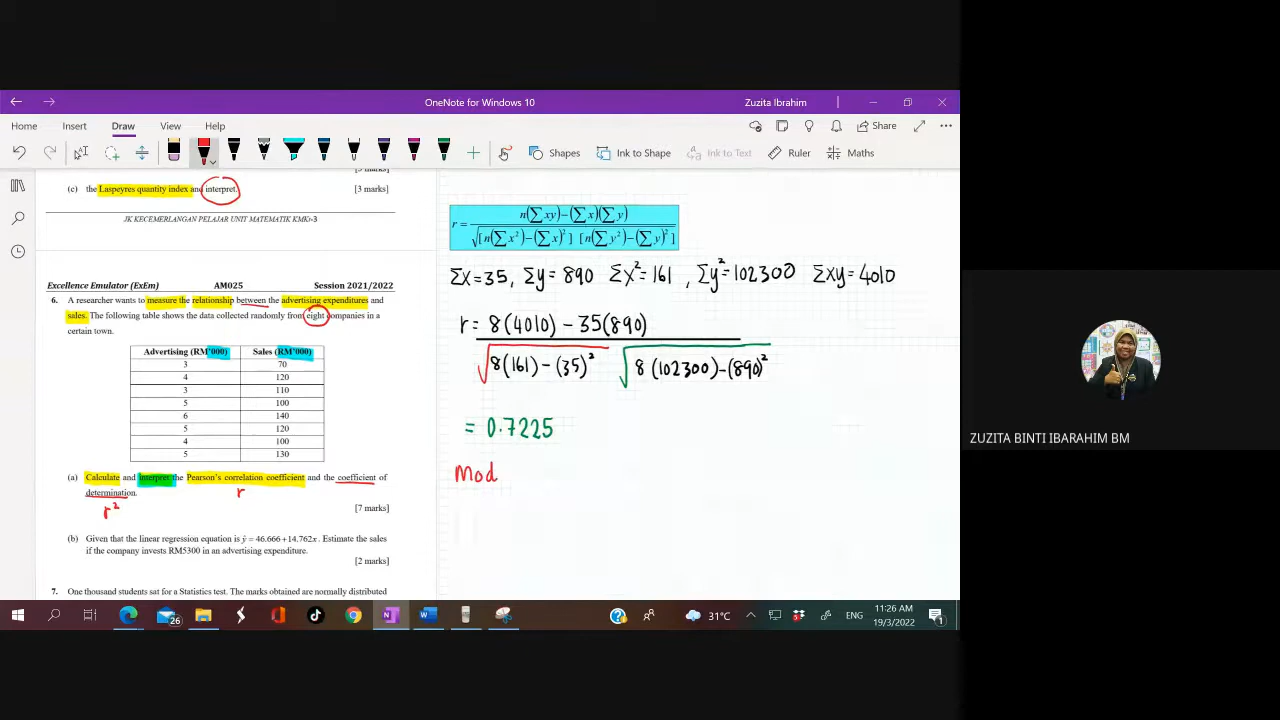 OneNote for Windows 10
Zuzita Ibrahim
Home Insert Draw View Help
Share
Shapes Ink to Shape Ink to Text Ruler Maths
(c) the Laspeyres quantity index and interpret. [3 marks]
JK KECEMERLANGAN PELAJAR UNIT MATEMATIK KMKt-3
Excellence Emulator (ExEm) AM025 Session 2021/2022
6. A researcher wants to measure the relationship between the advertising expenditures and
sales. The following table shows the data collected randomly from eight companies in a
certain town.
Advertising (RM'000) Sales (RM'000)
3 70
4 120
3 110
5 100
6 140
5 120
4 100
5 130
(a) Calculate and interpret the Pearson's correlation coefficient and the coefficient of
determination.
r
r²
[7 marks]
(b) Given that the linear regression equation is ŷ = 46.666 + 14.762x . Estimate the sales
if the company invests RM5300 in an advertising expenditure.
[2 marks]
7. One thousand students sat for a Statistics test. The marks obtained are normally distributed
r = n(∑ xy)−(∑ x)(∑ y)
√[n(∑ x²)−(∑ x)²] [n(∑ y²)−(∑ y)²]
Σx=35, Σy= 890 Σx²=161 , Σy²=102300 Σxy=4010
r= 8(4010) − 35(890)
√8(161) − (35)² √8(102300)−(890)²
= 0.7225
Mod
ZUZITA BINTI IBARAHIM BM
26
31°C ENG 11:26 AM
19/3/2022
1